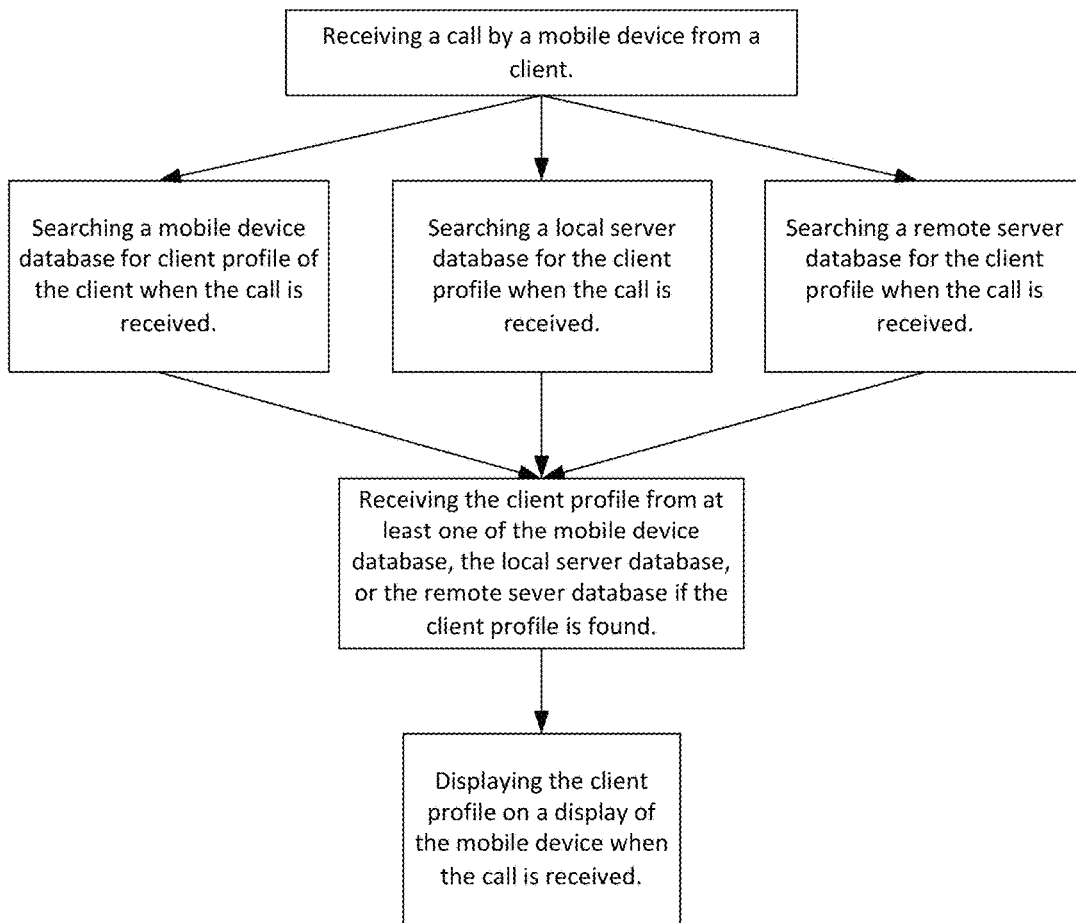 Receiving a call by a mobile device from a
client.
Searching a mobile device
database for client profile of
the client when the call is
received.
Searching a local server
database for the client
profile when the call is
received.
Searching a remote server
database for the client
profile when the call is
received.
Receiving the client profile from at
least one of the mobile device
database, the local server database,
or the remote sever database if the
client profile is found.
Displaying the client
profile on a display of
the mobile device when
the call is received.